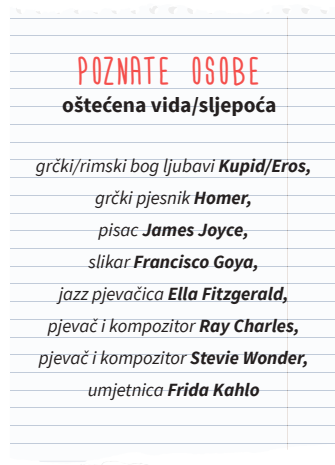 POZNATE OSOBE
oštećena vida/sljepoća
grčki/rimski bog ljubavi Kupid/Eros,
grčki pjesnik Homer,
pisac James Joyce,
slikar Francisco Goya,
jazz pjevačica Ella Fitzgerald,
pjevač i kompozitor Ray Charles,
pjevač i kompozitor Stevie Wonder,
umjetnica Frida Kahlo